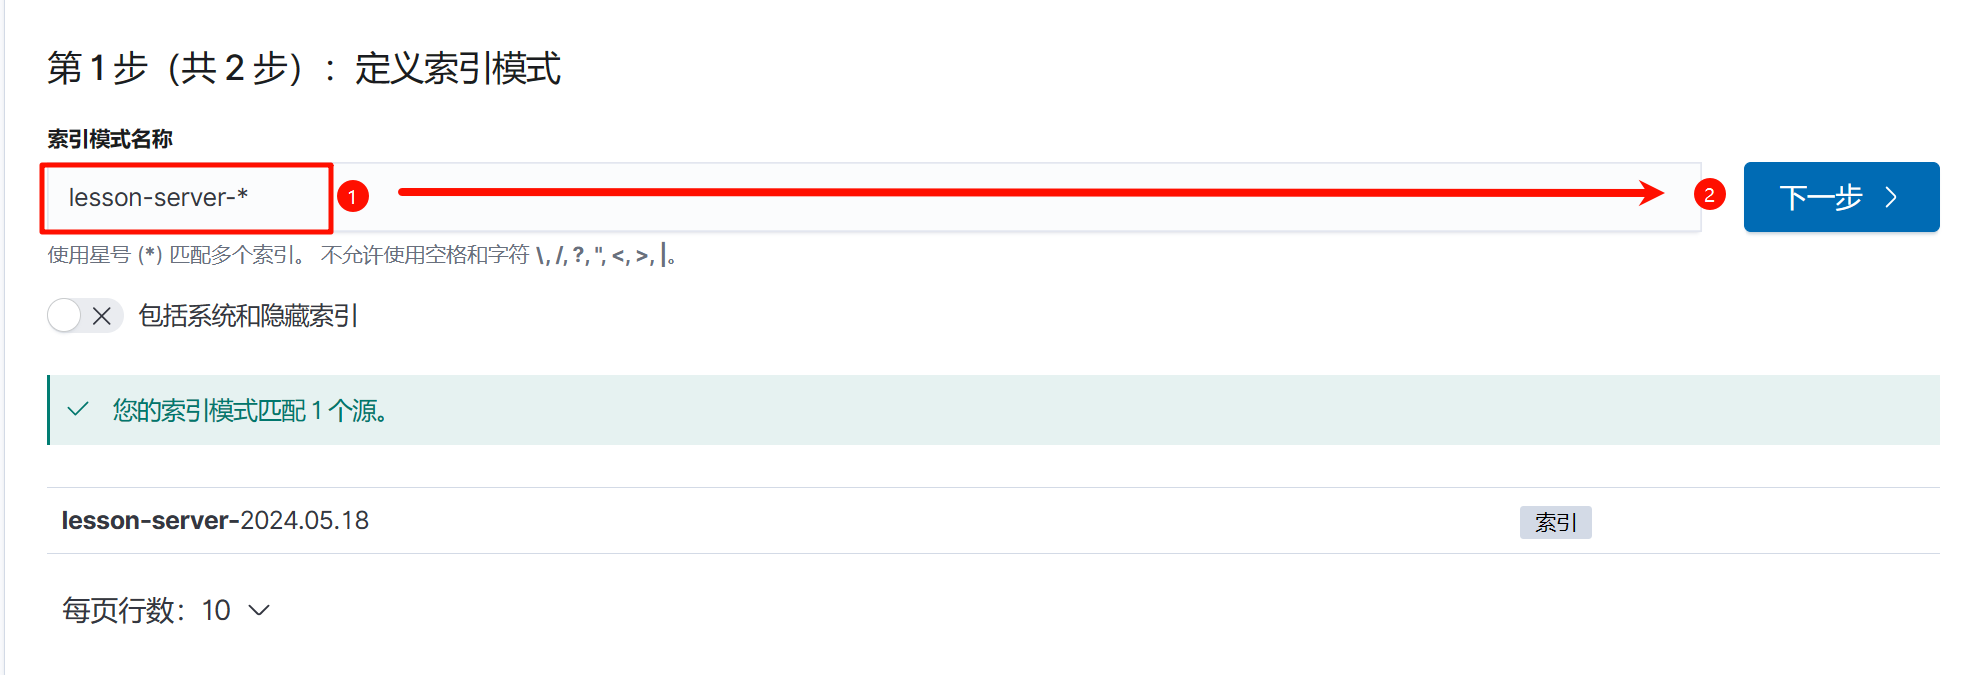 第 1 步（共 2 步）：定义索引模式
索引模式名称
lesson-server-*
1
2
下一步
使用星号 (*) 匹配多个索引。 不允许使用空格和字符 \, /, ?, ", <, >, |。
包括系统和隐藏索引
您的索引模式匹配 1 个源。
lesson-server-2024.05.18
索引
每页行数：10